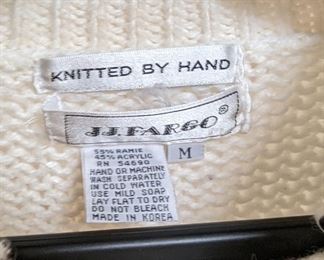 KNITTED BY HAND
J.J. FARGO®
M
55% RAMIE
45% ACRYLIC
RN 54690
HAND OR MACHINE
WASH SEPARATELY
IN COLD WATER
USE MILD SOAP
LAY FLAT TO DRY
DO NOT BLEACH
MADE IN KOREA